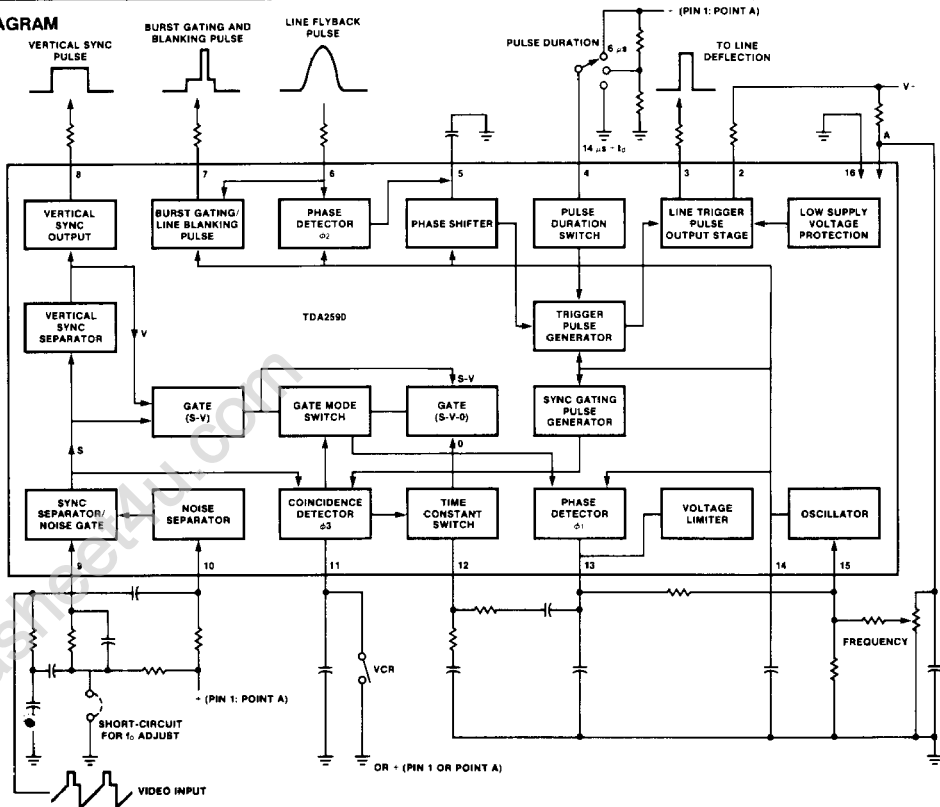 AGRAM
VERTICAL SYNC
PULSE
BURST GATING AND
BLANKING PULSE
LINE FLYBACK
PULSE
PULSE DURATION
6 µs
- (PIN 1: POINT A)
TO LINE
DEFLECTION
V-
A
14 µs - t₀
8
7
6
5
4
3
2
16
VERTICAL
SYNC
OUTPUT
BURST GATING/
LINE BLANKING
PULSE
PHASE
DETECTOR
φ2
PHASE SHIFTER
PULSE
DURATION
SWITCH
LINE TRIGGER
PULSE
OUTPUT STAGE
LOW SUPPLY
VOLTAGE
PROTECTION
VERTICAL
SYNC
SEPARATOR
V
TDA2590
TRIGGER
PULSE
GENERATOR
S-V
GATE
(S-V)
GATE MODE
SWITCH
GATE
(S-V-0)
SYNC GATING
PULSE
GENERATOR
S
0
SYNC
SEPARATOR/
NOISE GATE
NOISE
SEPARATOR
COINCIDENCE
DETECTOR
φ3
TIME
CONSTANT
SWITCH
PHASE
DETECTOR
φ1
VOLTAGE
LIMITER
OSCILLATOR
9
10
11
12
13
14
15
FREQUENCY
VCR
+ (PIN 1: POINT A)
SHORT-CIRCUIT
FOR f₀ ADJUST
OR + (PIN 1 OR POINT A)
VIDEO INPUT
asheet4u.com